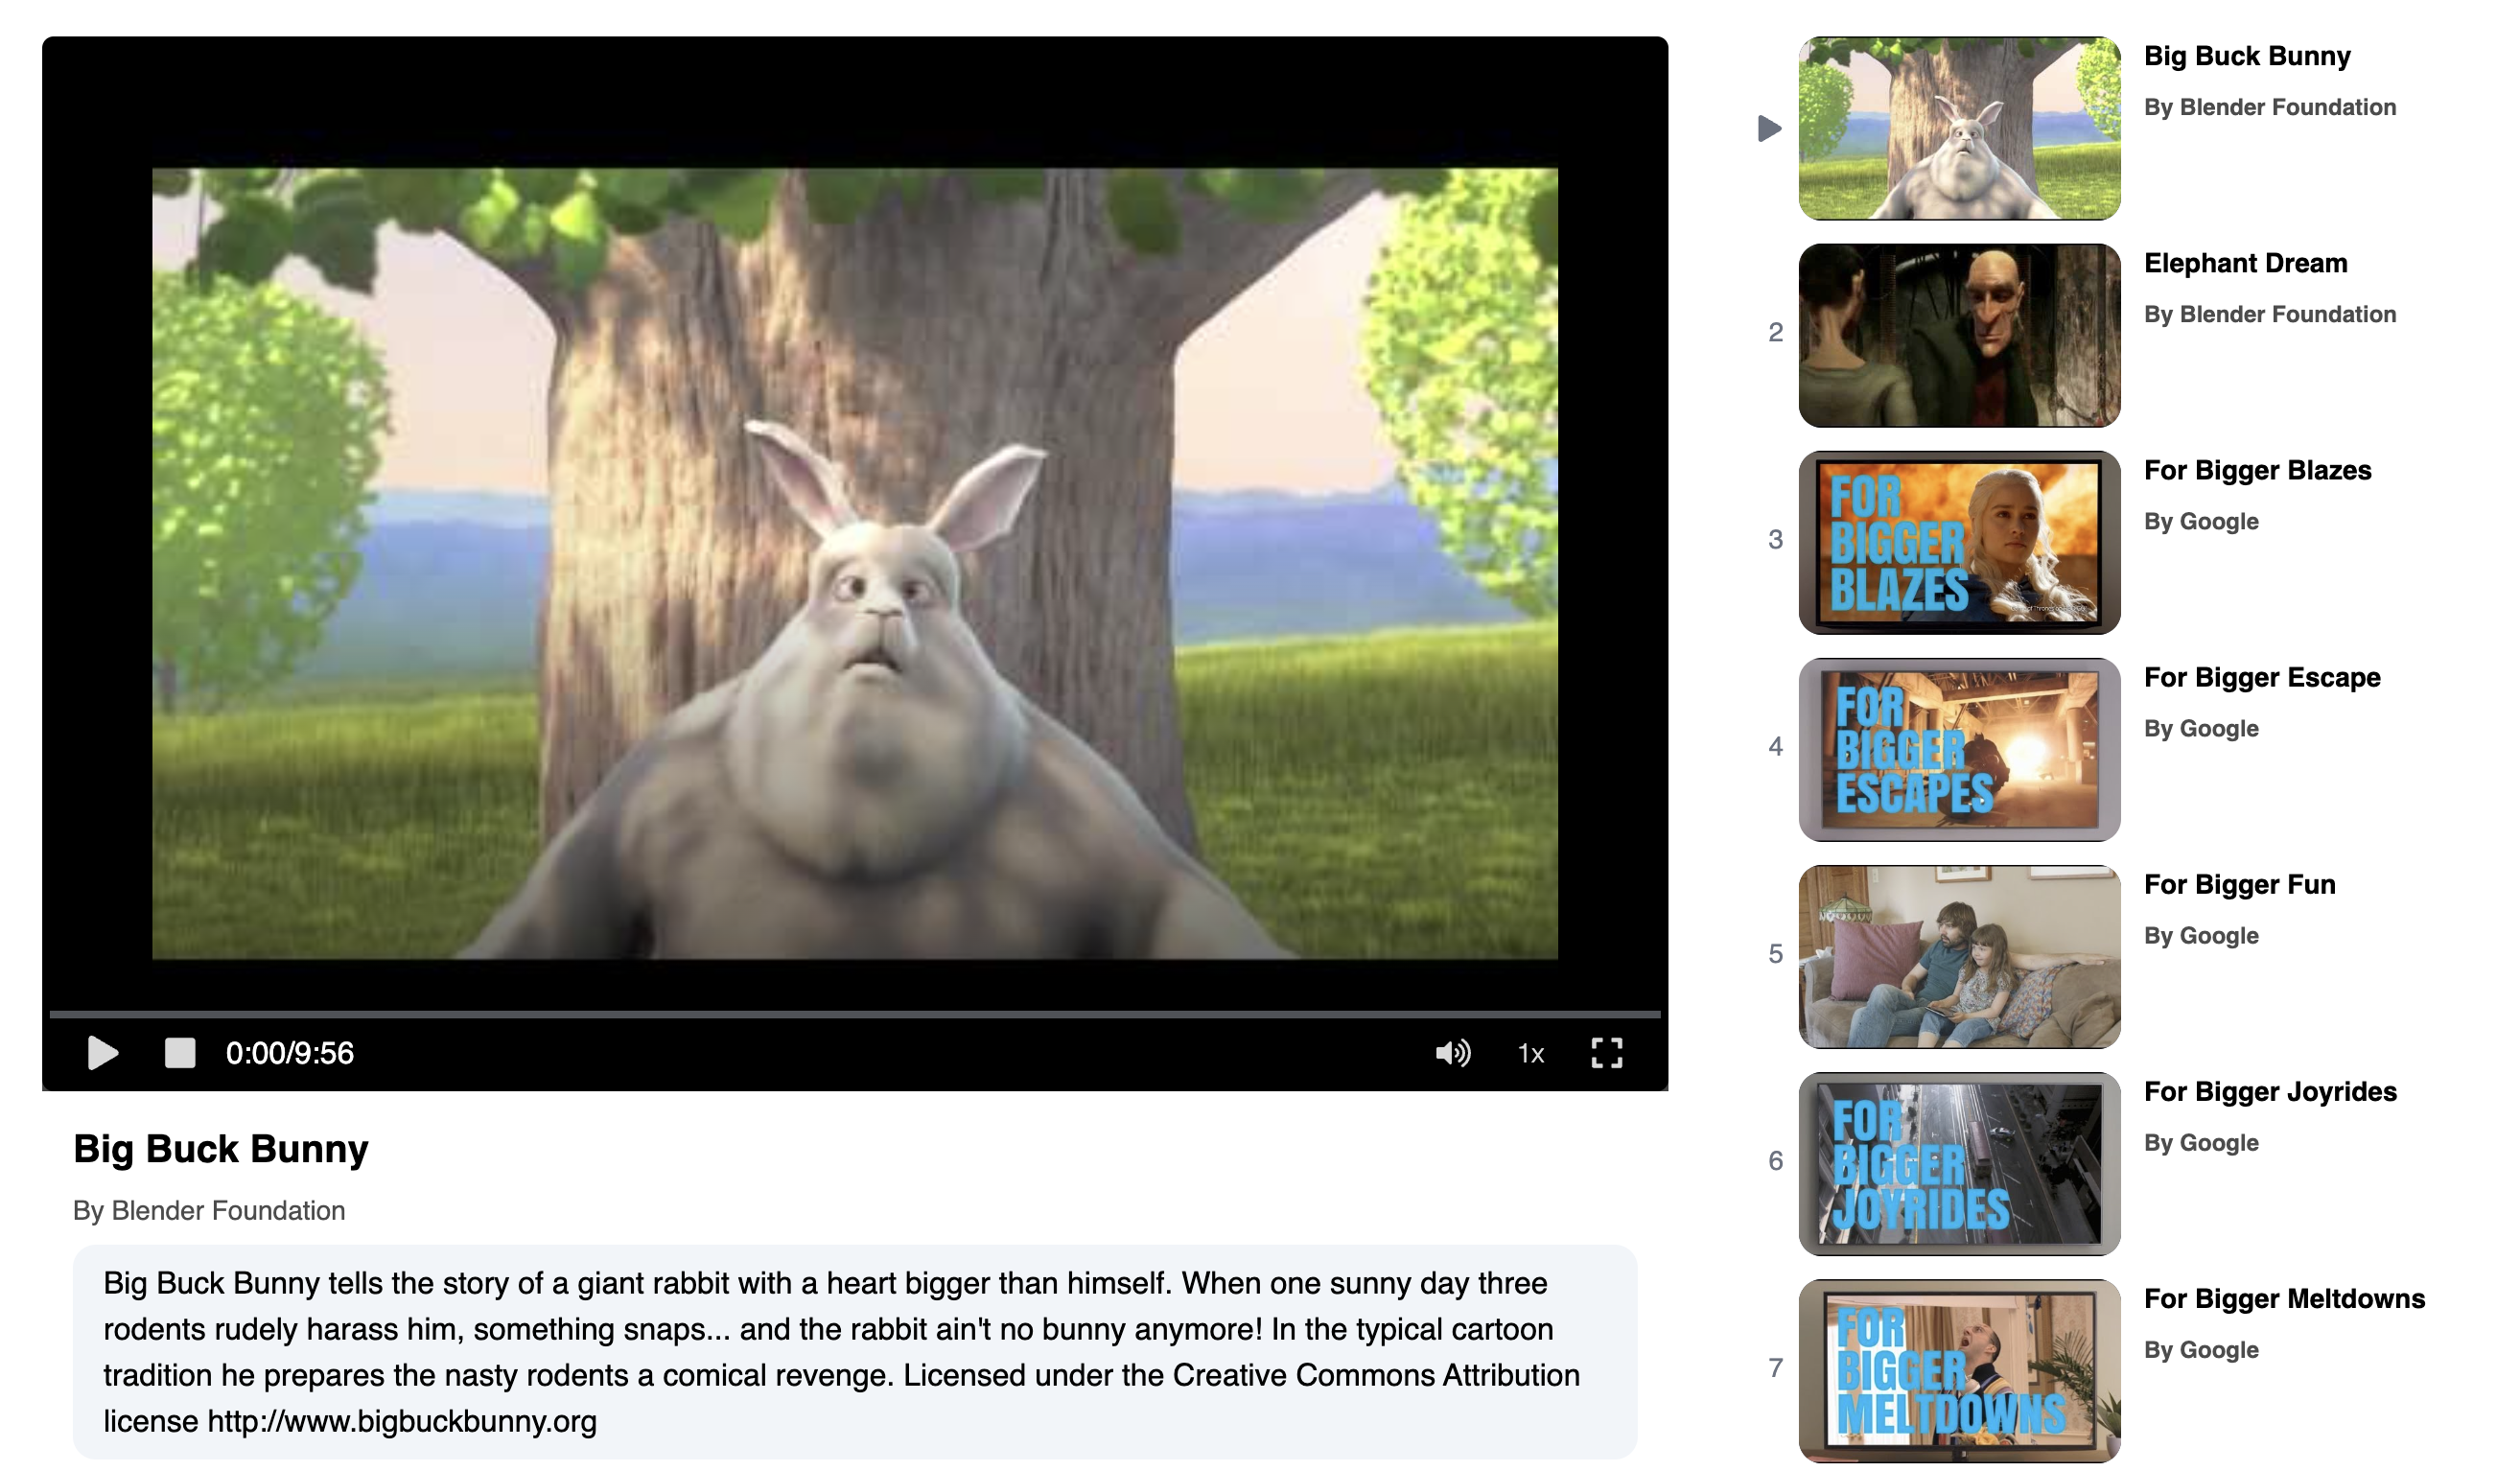 0:00/9:56
1x
Big Buck Bunny
By Blender Foundation
Big Buck Bunny tells the story of a giant rabbit with a heart bigger than himself. When one sunny day three
rodents rudely harass him, something snaps... and the rabbit ain't no bunny anymore! In the typical cartoon
tradition he prepares the nasty rodents a comical revenge. Licensed under the Creative Commons Attribution
license http://www.bigbuckbunny.org
Big Buck Bunny
By Blender Foundation
2
Elephant Dream
By Blender Foundation
3
FOR
BIGGER
BLAZES
For Bigger Blazes
By Google
4
FOR
BIGGER
ESCAPES
For Bigger Escape
By Google
5
For Bigger Fun
By Google
6
FOR
BIGGER
JOYRIDES
For Bigger Joyrides
By Google
7
FOR
BIGGER
MELTDOWNS
For Bigger Meltdowns
By Google